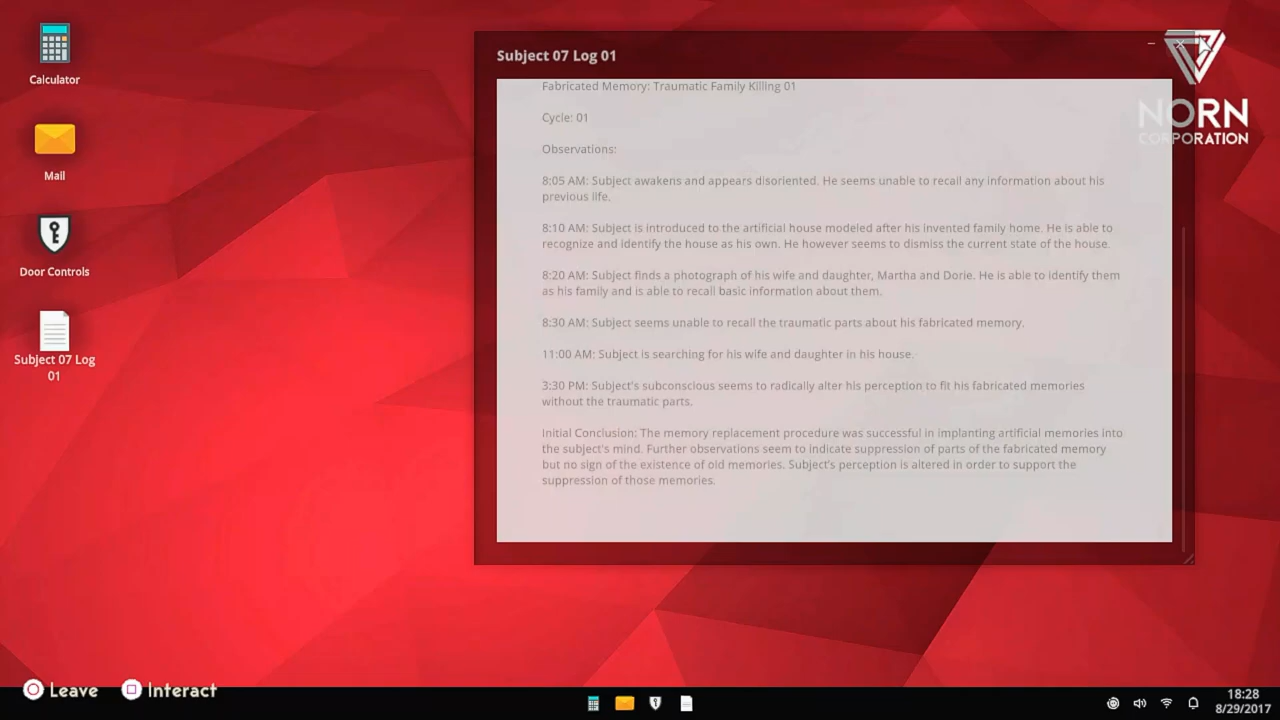 Calculator
Mail
Door Controls
Subject 07 Log
01
Subject 07 Log 01
NORN
CORPORATION
Fabricated Memory: Traumatic Family Killing 01
Cycle: 01
Observations:
8:05 AM: Subject awakens and appears disoriented. He seems unable to recall any information about his
previous life.
8:10 AM: Subject is introduced to the artificial house modeled after his invented family home. He is able to
recognize and identify the house as his own. He however seems to dismiss the current state of the house.
8:20 AM: Subject finds a photograph of his wife and daughter, Martha and Dorie. He is able to identify them
as his family and is able to recall basic information about them.
8:30 AM: Subject seems unable to recall the traumatic parts about his fabricated memory.
11:00 AM: Subject is searching for his wife and daughter in his house.
3:30 PM: Subject's subconscious seems to radically alter his perception to fit his fabricated memories
without the traumatic parts.
Initial Conclusion: The memory replacement procedure was successful in implanting artificial memories into
the subject's mind. Further observations seem to indicate suppression of parts of the fabricated memory
but no sign of the existence of old memories. Subject's perception is altered in order to support the
suppression of those memories.
Leave
Interact
18:28
8/29/2017